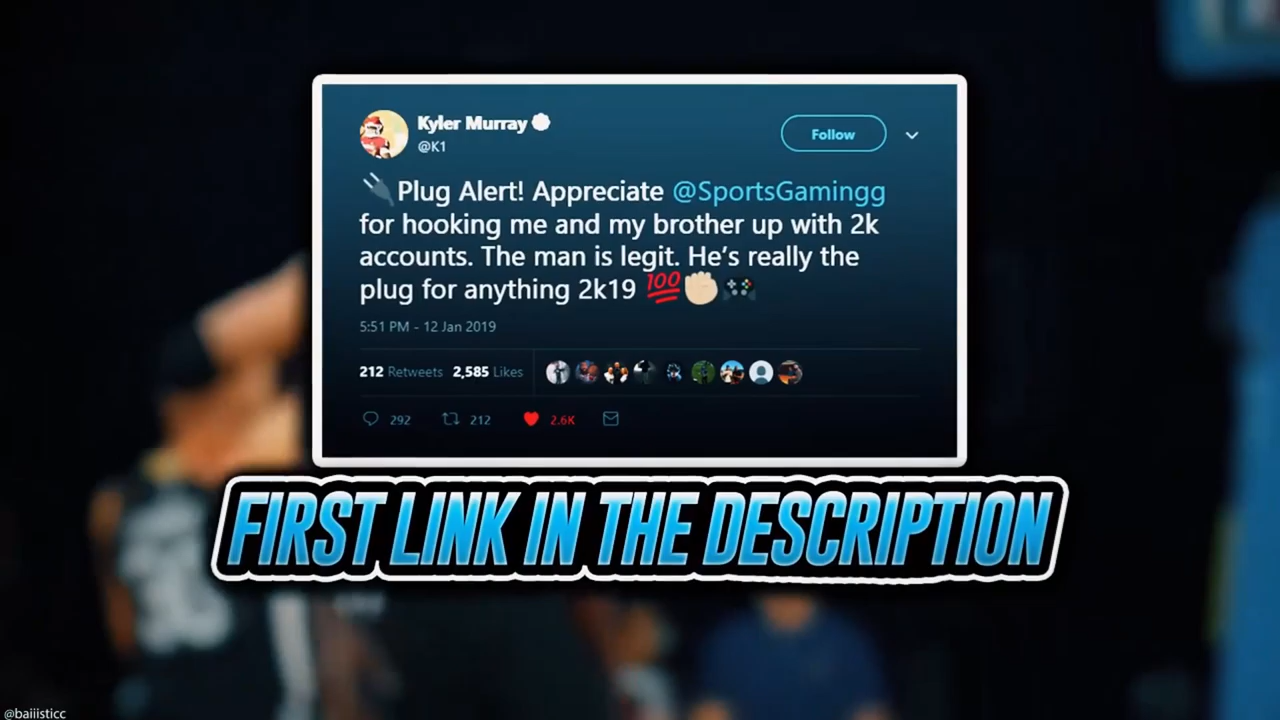 Kyler Murray
@K1
Follow
🔌Plug Alert! Appreciate @SportsGamingg
for hooking me and my brother up with 2k
accounts. The man is legit. He’s really the
plug for anything 2k19 💯✊🏼🎮
5:51 PM - 12 Jan 2019
212 Retweets 2,585 Likes
292 212 2.6K
FIRST LINK IN THE DESCRIPTION
@baiiisticc